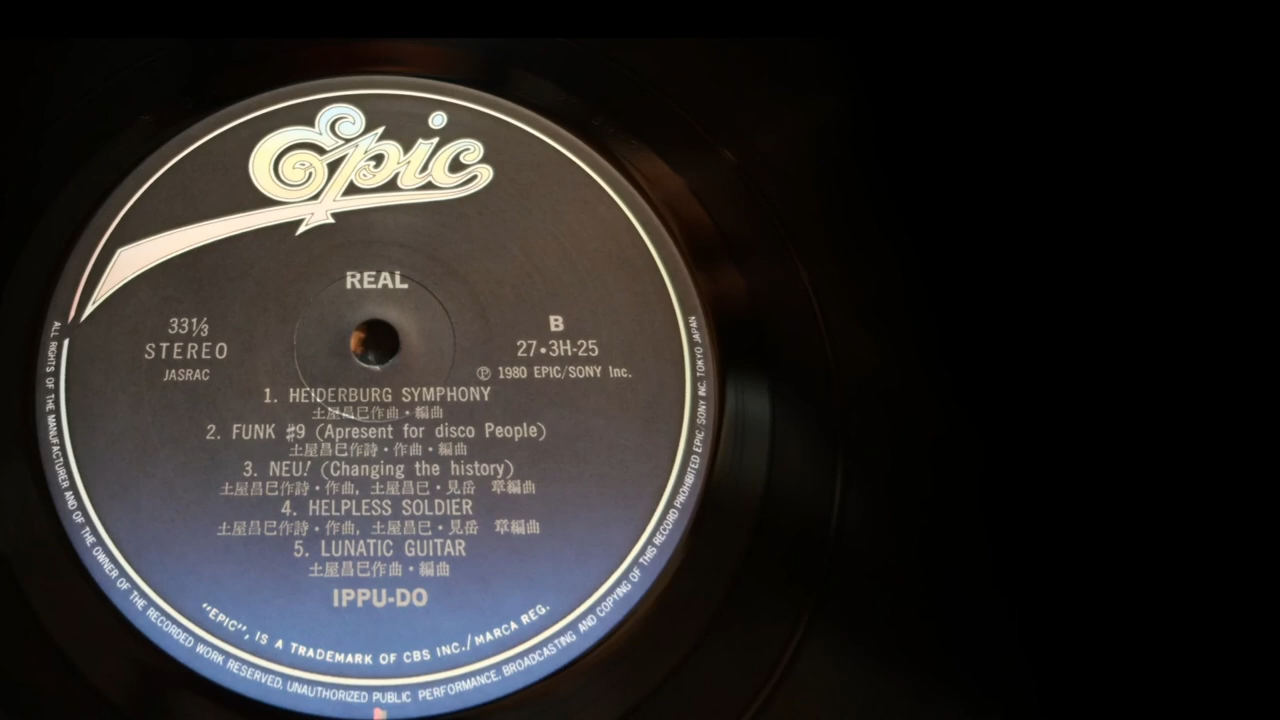 Epic
REAL
33⅓
STEREO
JASRAC
B
27•3H-25
Ⓟ 1980 EPIC/SONY Inc.
1. HEIDERBURG SYMPHONY
土屋昌巳作曲・編曲
2. FUNK #9 (Apresent for disco People)
土屋昌巳作詩・作曲・編曲
3. NEU! (Changing the history)
土屋昌巳作詩・作曲, 土屋昌巳・見岳 章編曲
4. HELPLESS SOLDIER
土屋昌巳作詩・作曲, 土屋昌巳・見岳 章編曲
5. LUNATIC GUITAR
土屋昌巳作曲・編曲
IPPU-DO
"EPIC", IS A TRADEMARK OF CBS INC./MARCA REG.
ALL RIGHTS OF THE MANUFACTURER AND OF THE OWNER OF THE RECORDED WORK RESERVED, UNAUTHORIZED PUBLIC PERFORMANCE, BROADCASTING AND COPYING OF THIS RECORD PROHIBITED EPIC/SONY INC. TOKYO JAPAN